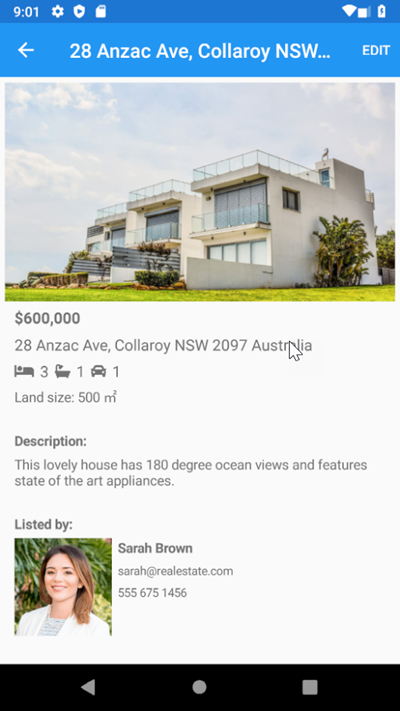 9:01
28 Anzac Ave, Collaroy NSW...
EDIT
$600,000
28 Anzac Ave, Collaroy NSW 2097 Australia
3 1 1
Land size: 500 ㎡
Description:
This lovely house has 180 degree ocean views and features
state of the art appliances.
Listed by:
Sarah Brown
sarah@realestate.com
555 675 1456